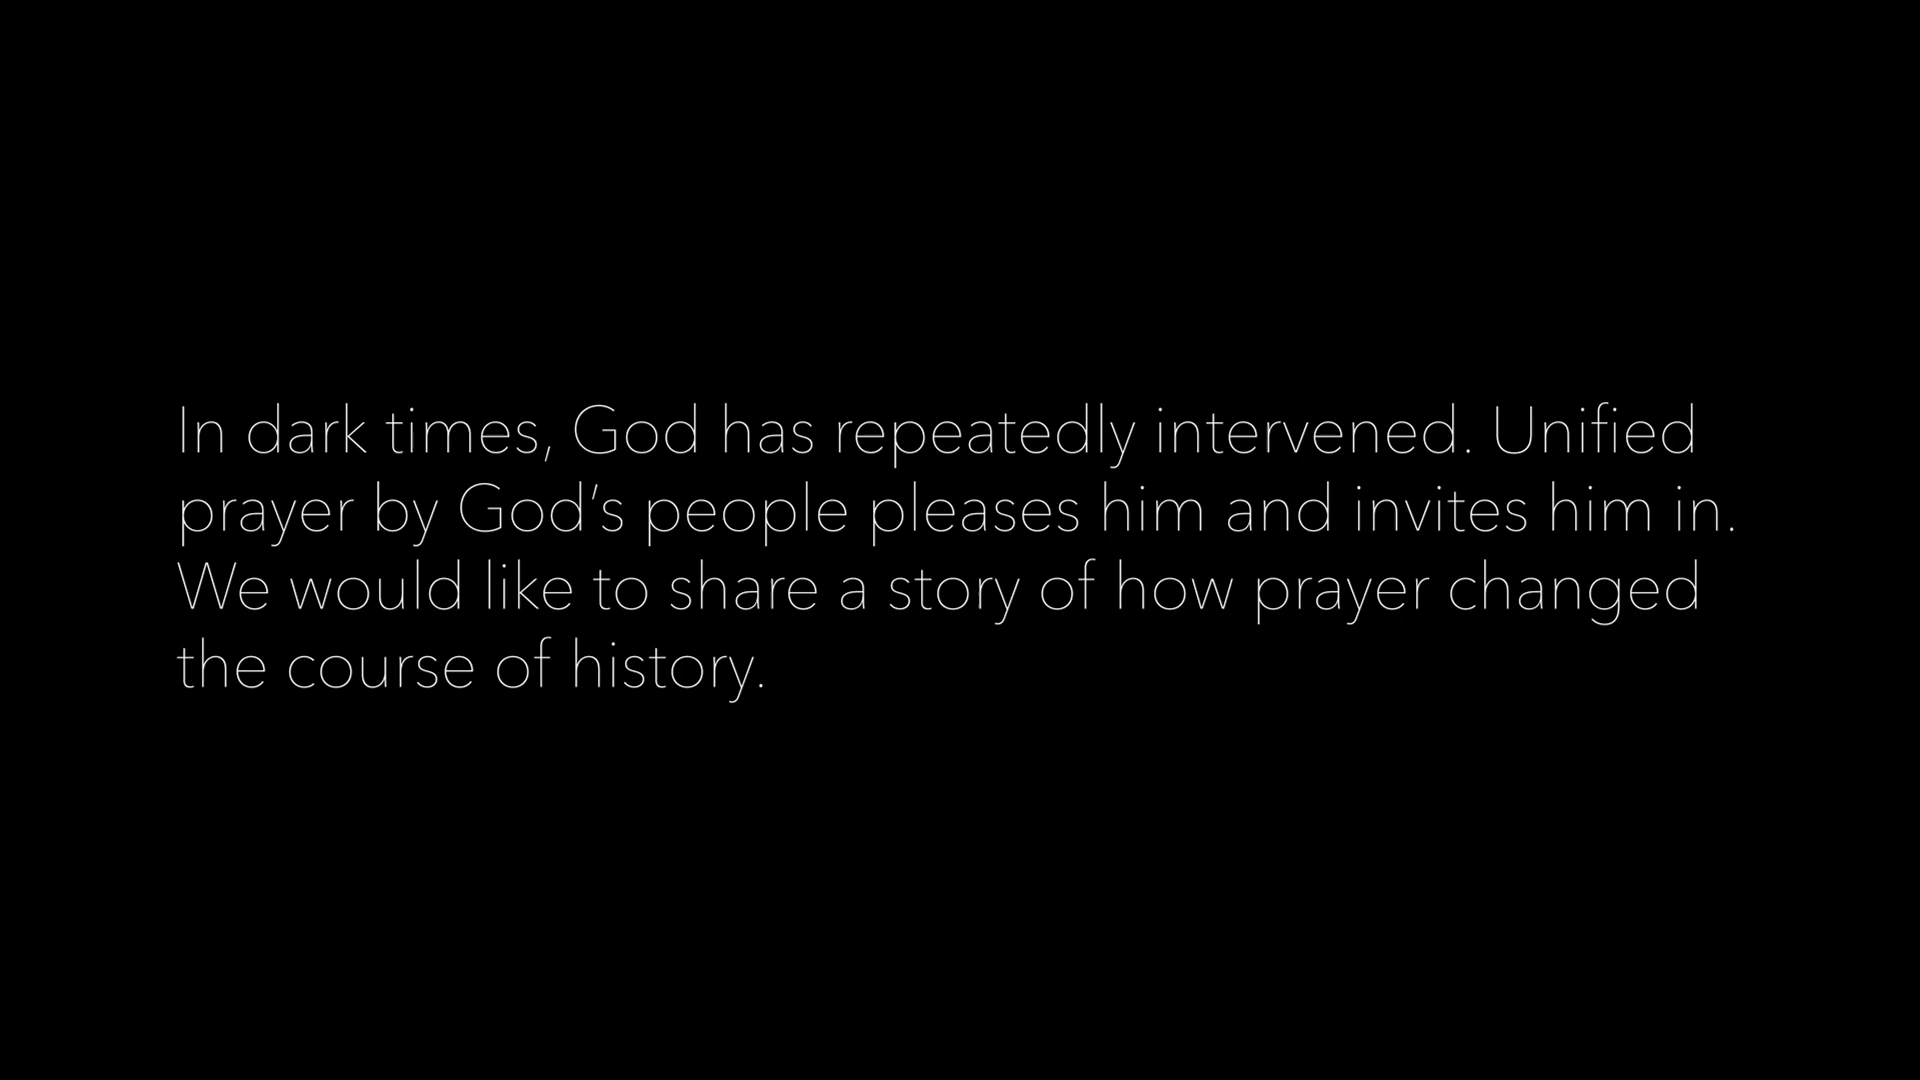 In dark times, God has repeatedly intervened. Unified
prayer by God’s people pleases him and invites him in.
We would like to share a story of how prayer changed
the course of history.